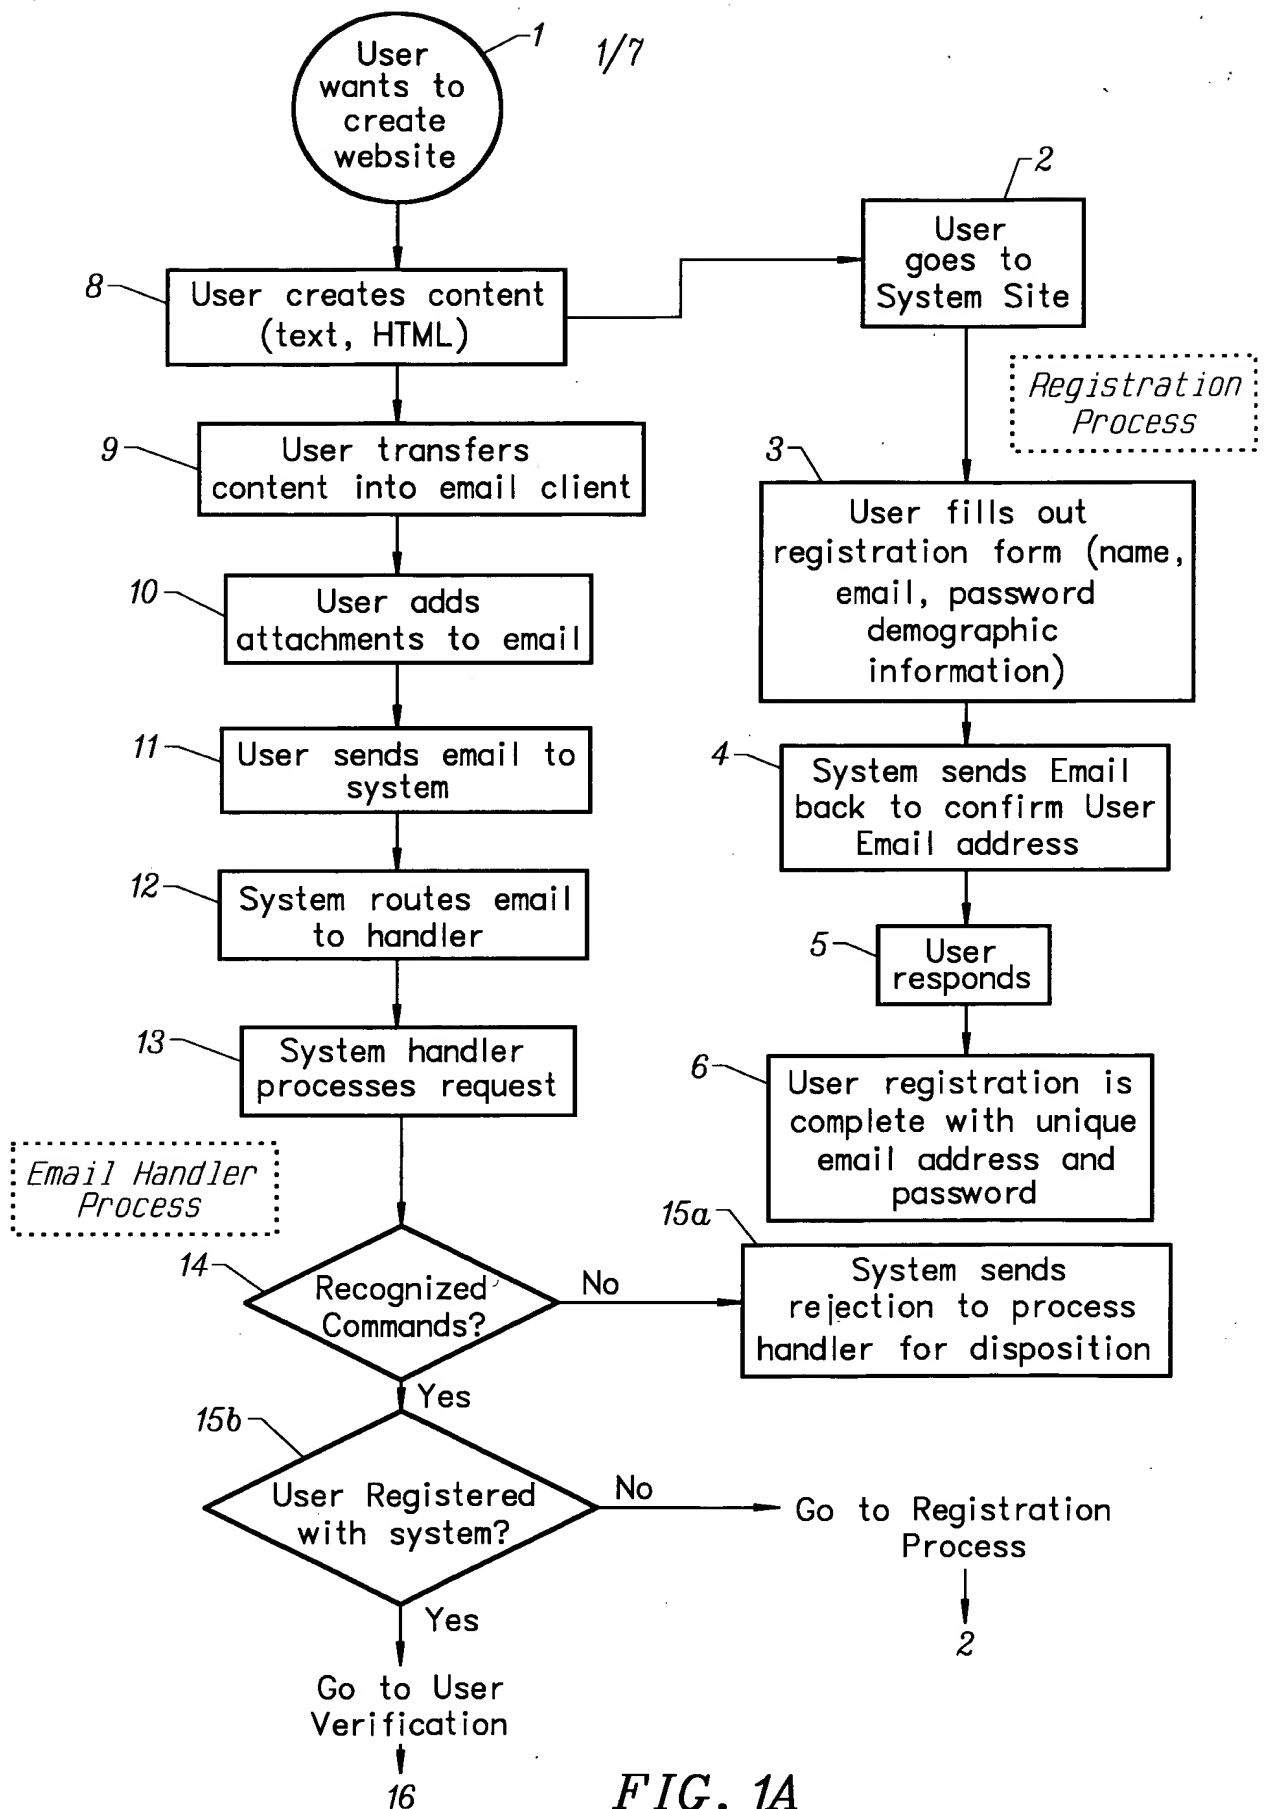 1
1/7
User
wants to
create
website
2
User
goes to
System Site
8
User creates content
(text, HTML)
Registration
Process
9
User transfers
content into email client
3
User fills out
registration form (name,
email, password
demographic
information)
10
User adds
attachments to email
11
User sends email to
system
4
System sends Email
back to confirm User
Email address
12
System routes email
to handler
5
User
responds
13
System handler
processes request
6
User registration is
complete with unique
email address and
password
Email Handler
Process
14
Recognized
Commands?
No
15a
System sends
rejection to process
handler for disposition
Yes
15b
User Registered
with system?
No
Go to Registration
Process
2
Yes
Go to User
Verification
16
FIG. 1A